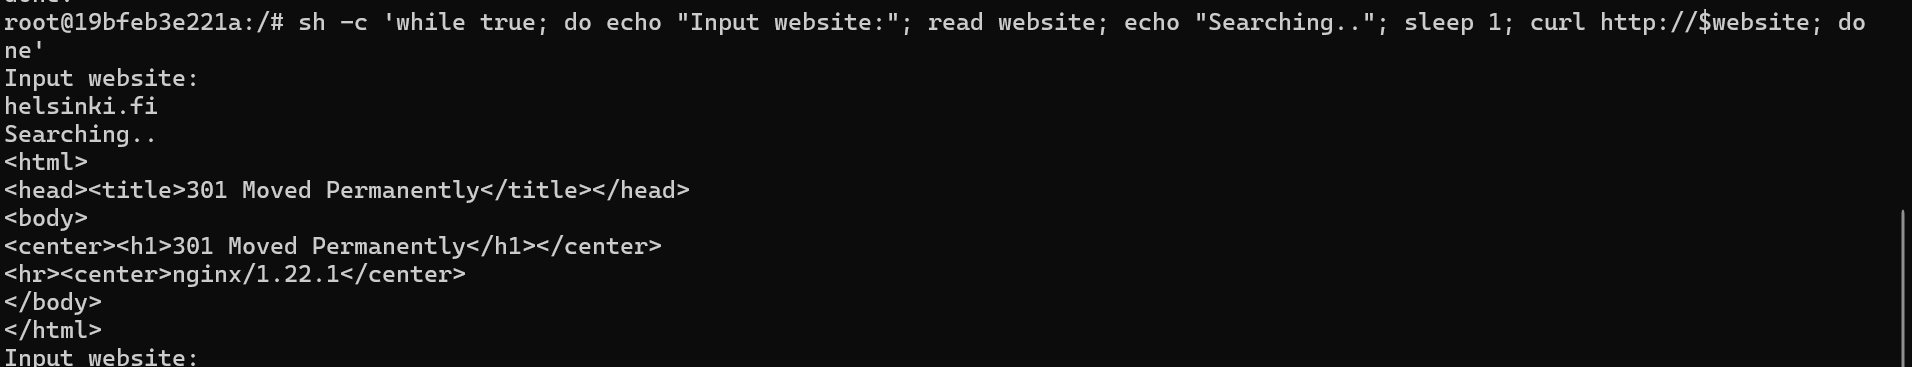 root@19bfeb3e221a:/# sh -c 'while true; do echo "Input website:"; read website; echo "Searching.."; sleep 1; curl http://$website; do
ne'
Input website:
helsinki.fi
Searching..
<html>
<head><title>301 Moved Permanently</title></head>
<body>
<center><h1>301 Moved Permanently</h1></center>
<hr><center>nginx/1.22.1</center>
</body>
</html>
Input website: